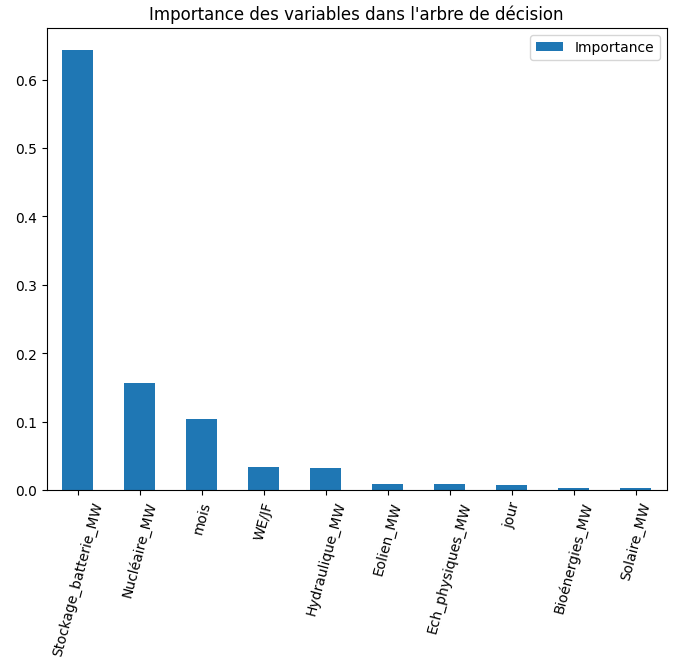 Importance des variables dans l'arbre de décision
Importance
0.6
0.5
0.4
0.3
0.2
0.1
0.0
Stockage_batterie_MW
Nucléaire_MW
mois
WE/JF
Hydraulique_MW
Eolien_MW
Ech_physiques_MW
jour
Bioénergies_MW
Solaire_MW